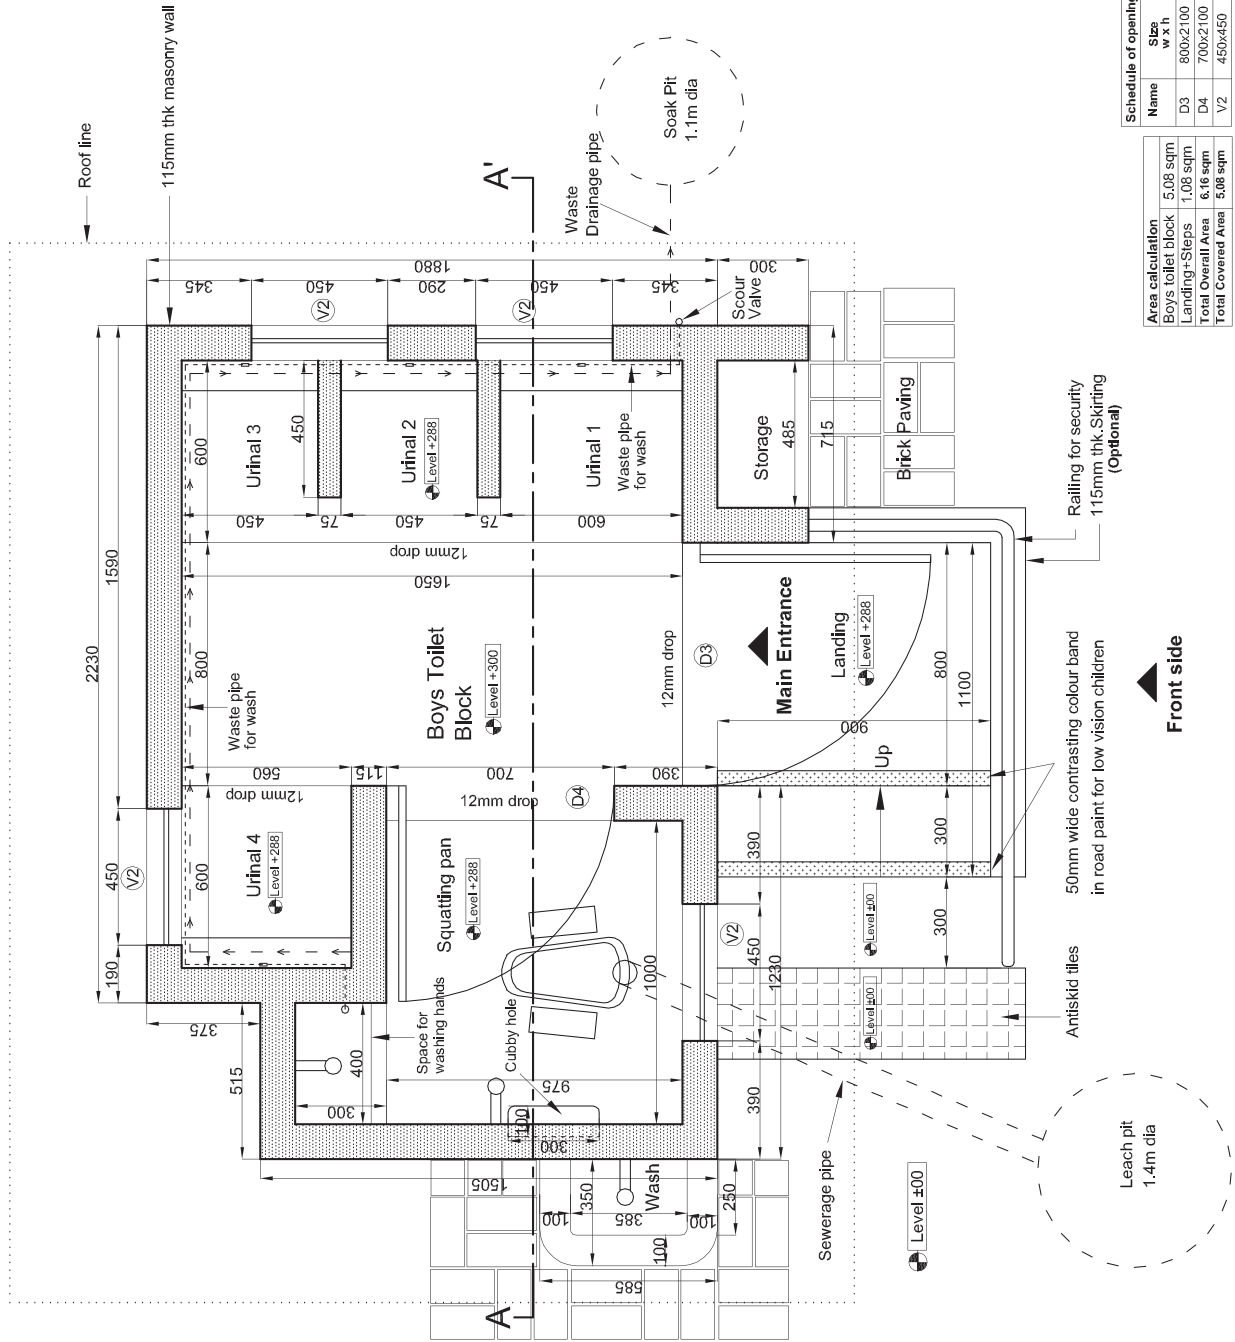 Roof line
115mm thk masonry wall
2230
190
450
1590
V2
375
345
450
290
450
345
1880
300
V2
V2
600
800
600
12mm drop
560
115
700
390
Waste pipe
for wash
Urinal 4
Level +288
Urinal 3
450
450
75
450
75
600
Urinal 2
Level +288
12mm drop
1650
515
300
400
Space for
washing hands
Squatting pan
Level +288
Boys Toilet
Block
Level +300
12mm drop
D4
A
A'
Cubby hole
100
300
975
1505
Urinal 1
Waste pipe
for wash
Waste
Drainage pipe
Soak Pit
1.1m dia
350
100
385
100
100
585
250
Wash
1000
12mm drop
D3
V2
Scour
Valve
390
450
390
1230
Storage
485
715
Main Entrance
Landing
Level +288
900
Up
Sewerage pipe
Level ±00
Level ±00
Level ±00
Brick Paving
300
300
800
1100
Antiskid tiles
50mm wide contrasting colour band
in road paint for low vision children
Railing for security
115mm thk.Skirting
(Optional)
Leach pit
1.4m dia
Front side
Area calculation
Boys toilet block 5.08 sqm
Landing+Steps 1.08 sqm
Total Overall Area 6.16 sqm
Total Covered Area 5.08 sqm
Schedule of opening
Name Size
w x h
D3 800x2100
D4 700x2100
V2 450x450